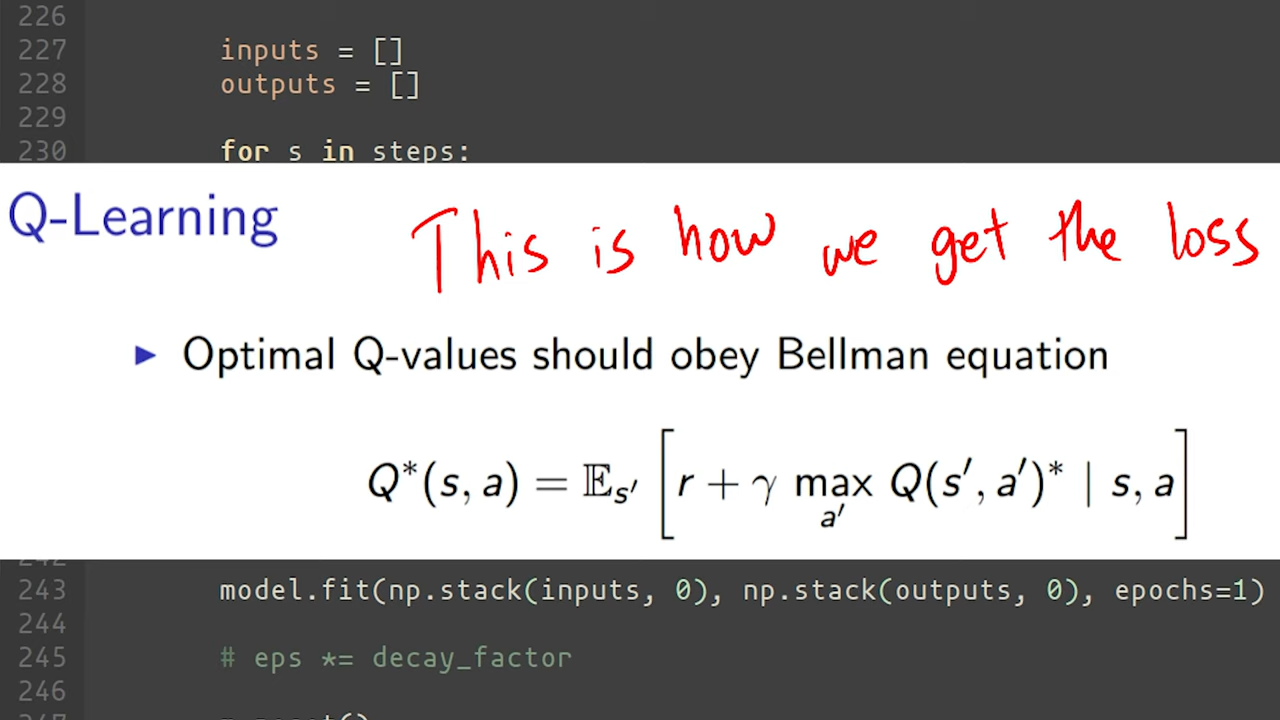 226
227 inputs = []
228 outputs = []
229
230 for s in steps:
Q-Learning This is how we get the loss
▶ Optimal Q-values should obey Bellman equation
Q*(s, a) = 𝔼s′ [r + γ max a′ Q(s′, a′)* | s, a]
242
243 model.fit(np.stack(inputs, 0), np.stack(outputs, 0), epochs=1)
244
245 # eps *= decay_factor
246
247